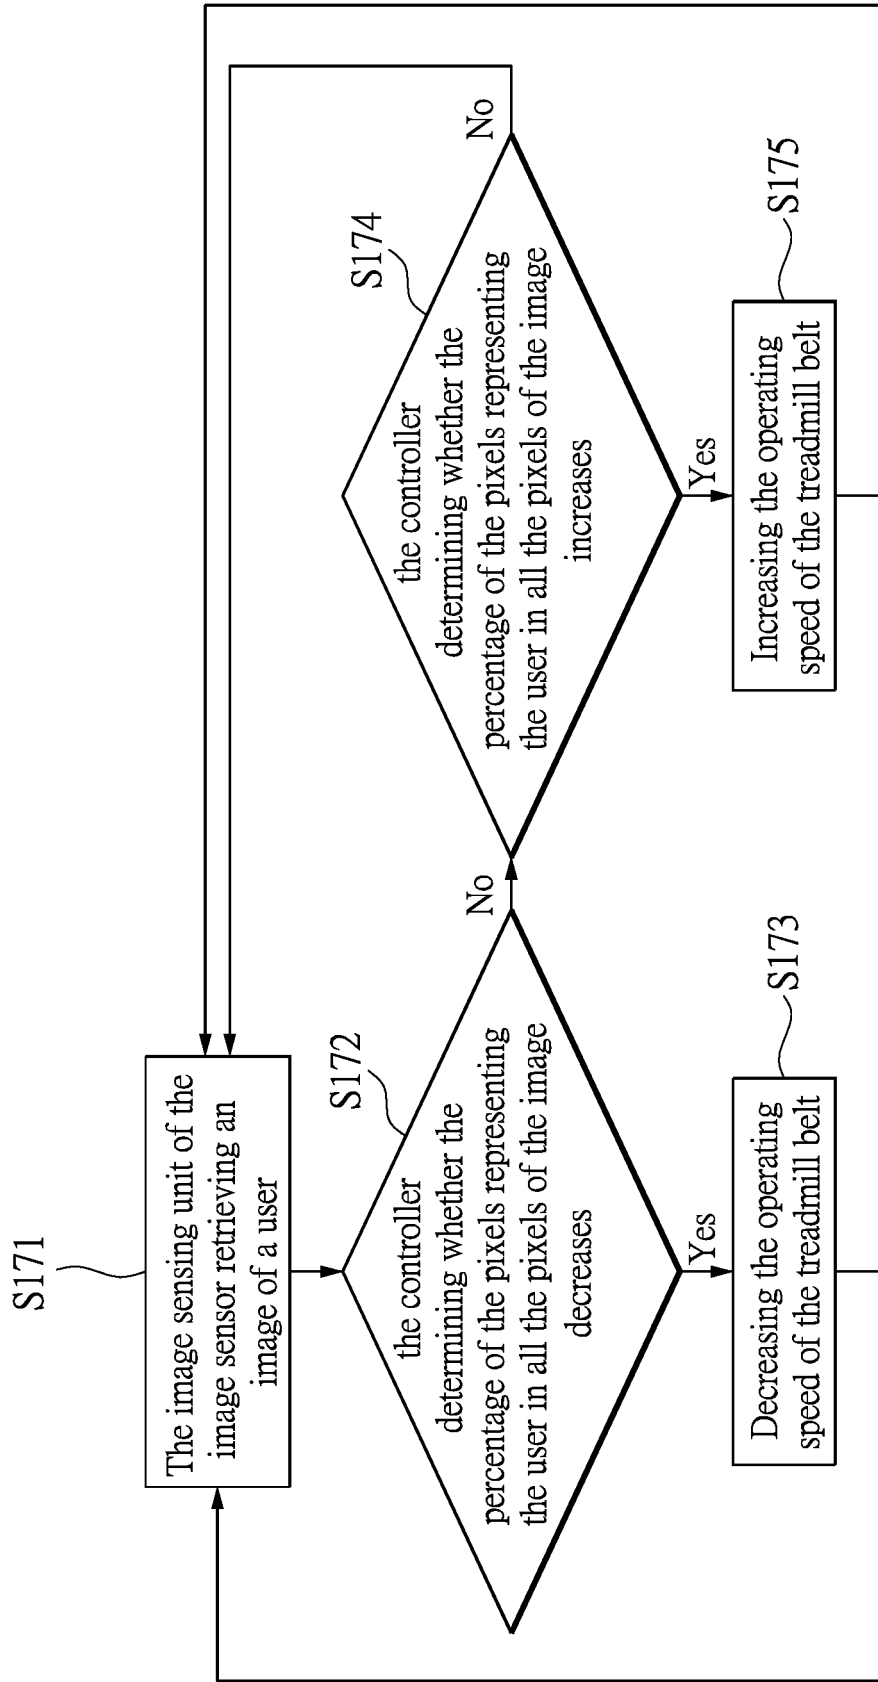 S171
The image sensing unit of the
image sensor retrieving an
image of a user
S172
the controller
determining whether the
percentage of the pixels representing
the user in all the pixels of the image
decreases
No
Yes
S173
Decreasing the operating
speed of the treadmill belt
S174
the controller
determining whether the
percentage of the pixels representing
the user in all the pixels of the image
increases
No
Yes
S175
Increasing the operating
speed of the treadmill belt